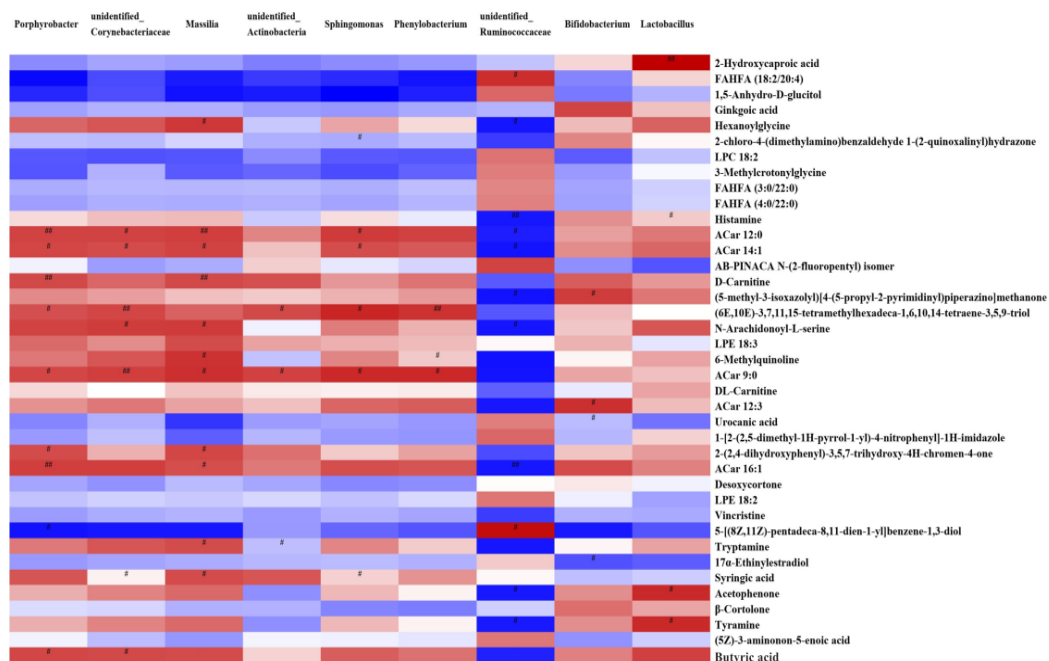 Porphyrobacter
unidentified_
Corynebacteriaceae
Massilia
unidentified_
Actinobacteria
Sphingomonas
Phenylobacterium
unidentified_
Ruminococcaceae
Bifidobacterium
Lactobacillus
## 2-Hydroxycaproic acid
# FAHFA (18:2/20:4)
1,5-Anhydro-D-glucitol
Ginkgoic acid
# # Hexanoylglycine
# 2-chloro-4-(dimethylamino)benzaldehyde 1-(2-quinoxalinyl)hydrazone
LPC 18:2
3-Methylcrotonylglycine
FAHFA (3:0/22:0)
FAHFA (4:0/22:0)
## # Histamine
## # ## # # ACar 12:0
# # # # # ACar 14:1
AB-PINACA N-(2-fluoropentyl) isomer
## ## D-Carnitine
# # (5-methyl-3-isoxazolyl)[4-(5-propyl-2-pyrimidinyl)piperazino]methanone
# ## # # ## (6E,10E)-3,7,11,15-tetramethylhexadeca-1,6,10,14-tetraene-3,5,9-triol
# # # N-Arachidonoyl-L-serine
LPE 18:3
# # 6-Methylquinoline
# ## # # # # ACar 9:0
DL-Carnitine
# ACar 12:3
# Urocanic acid
1-[2-(2,5-dimethyl-1H-pyrrol-1-yl)-4-nitrophenyl]-1H-imidazole
# # 2-(2,4-dihydroxyphenyl)-3,5,7-trihydroxy-4H-chromen-4-one
## # ## ACar 16:1
Desoxycortone
LPE 18:2
Vincristine
# # 5-[(8Z,11Z)-pentadeca-8,11-dien-1-yl]benzene-1,3-diol
# # Tryptamine
# 17α-Ethinylestradiol
# # # Syringic acid
# # Acetophenone
β-Cortolone
# # Tyramine
(5Z)-3-aminonon-5-enoic acid
# # Butyric acid